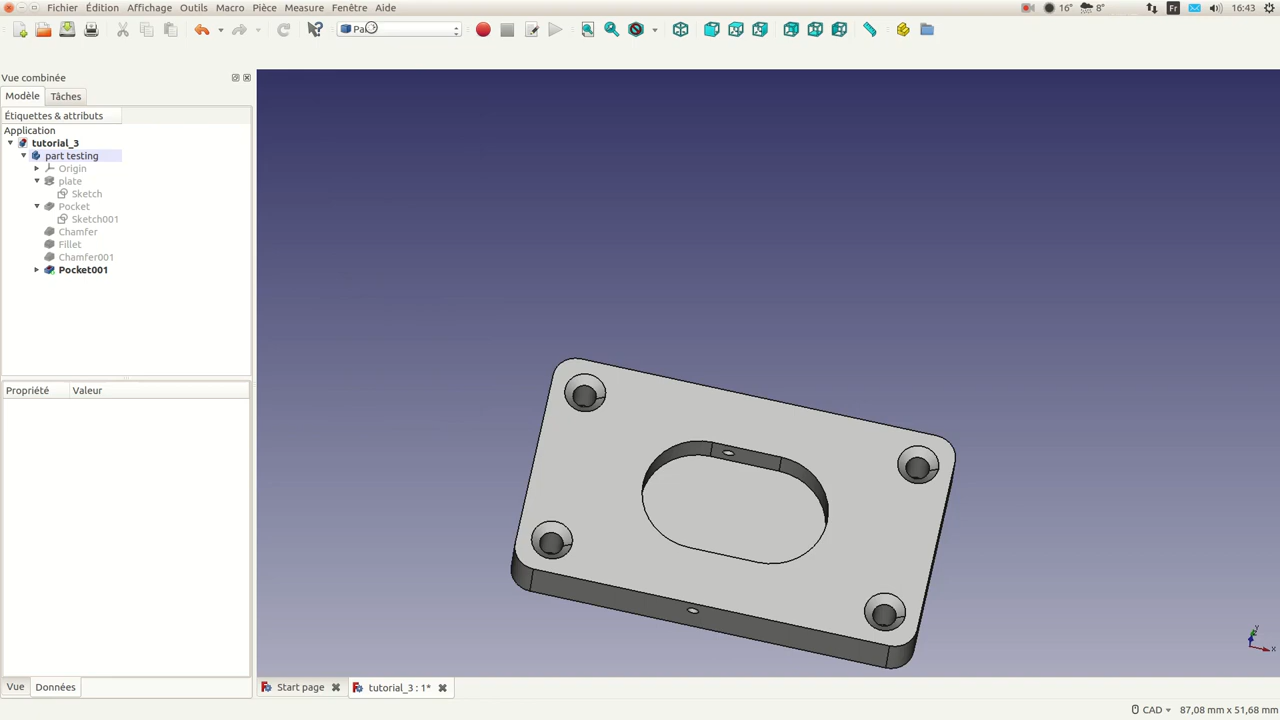 Fichier Édition Affichage Outils Macro Pièce Measure Fenêtre Aide 16° 8° Fr 16:43
Vue combinée
Modèle Tâches
Étiquettes & attributs
Application
tutorial_3
part testing
Origin
plate
Sketch
Pocket
Sketch001
Chamfer
Fillet
Chamfer001
Pocket001
Propriété Valeur
y
x
Vue Données Start page tutorial_3 : 1*
CAD 87,08 mm x 51,68 mm